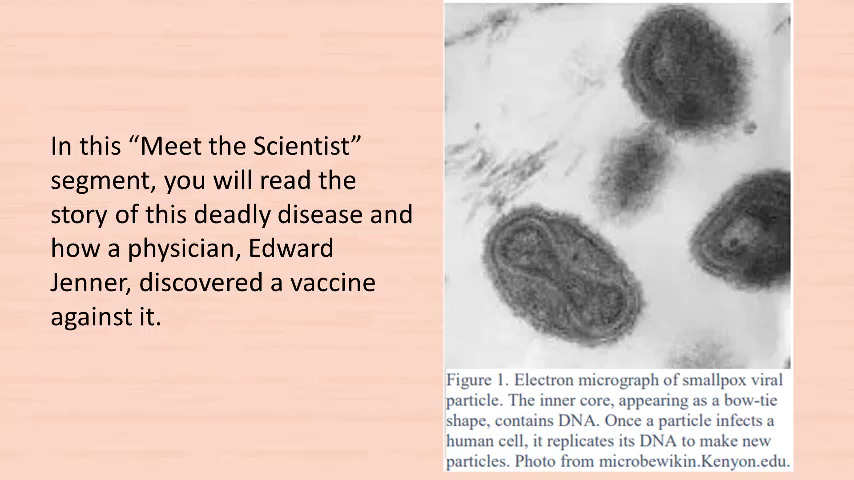 In this “Meet the Scientist”
segment, you will read the
story of this deadly disease and
how a physician, Edward
Jenner, discovered a vaccine
against it.
Figure 1. Electron micrograph of smallpox viral
particle. The inner core, appearing as a bow-tie
shape, contains DNA. Once a particle infects a
human cell, it replicates its DNA to make new
particles. Photo from microbewikin.Kenyon.edu.